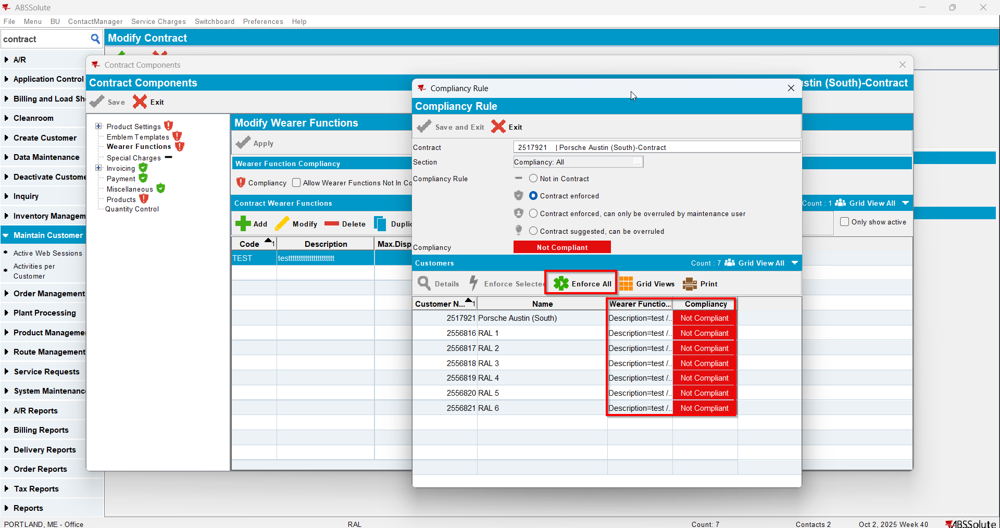 ABSSolute
File Menu BU ContactManager Service Charges Switchboard Preferences Help
contract
Modify Contract
A/R
Application Control
Billing and Load Sh
Cleanroom
Create Customer
Data Maintenance
Deactivate Custome
Inquiry
Inventory Managem
Maintain Customer
Active Web Sessions
Activities per
Customer
Order Management
Plant Processing
Product Manageme
Route Management
Service Requests
System Maintenanc
A/R Reports
Billing Reports
Delivery Reports
Order Reports
Tax Reports
Reports
Contract Components
Contract Components
stin (South)-Contract
Save Exit
Product Settings
Emblem Templates
Wearer Functions
Special Charges
Invoicing
Payment
Miscellaneous
Products
Quantity Control
Modify Wearer Functions
Apply
Wearer Function Compliancy
Compliancy Allow Wearer Functions Not In Co
Contract Wearer Functions
Count : 1 Grid View All
Add Modify Delete Duplic
Only show active
Code 1 Description Max.Disp
TEST testttttttttttttttttttttt
Compliancy Rule
Compliancy Rule
Save and Exit Exit
Contract 2517921 | Porsche Austin (South)-Contract
Section Compliancy: All ...
Compliancy Rule Not in Contract
Contract enforced
Contract enforced, can only be overruled by maintenance user
Contract suggested, can be overruled
Compliancy Not Compliant
Customers Count : 7 Grid View All
Details Enforce Selected Enforce All Grid Views Print
Customer N... 1 Name Wearer Functio... Compliancy
2517921 Porsche Austin (South) Description=test /.. Not Compliant
2556816 RAL 1 Description=test /.. Not Compliant
2556817 RAL 2 Description=test /.. Not Compliant
2556818 RAL 3 Description=test /.. Not Compliant
2556819 RAL 4 Description=test /.. Not Compliant
2556820 RAL 5 Description=test /.. Not Compliant
2556821 RAL 6 Description=test /.. Not Compliant
PORTLAND, ME - Office RAL Count: 7 Contacts 2 Oct 2, 2025 Week 40 ABSSolute